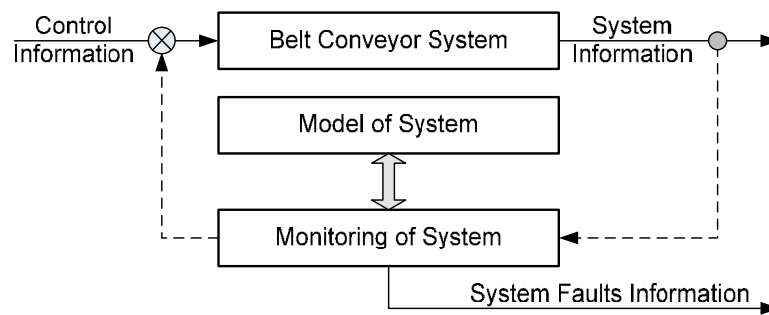 Control
Information
Belt Conveyor System
System
Information
Model of System
Monitoring of System
System Faults Information